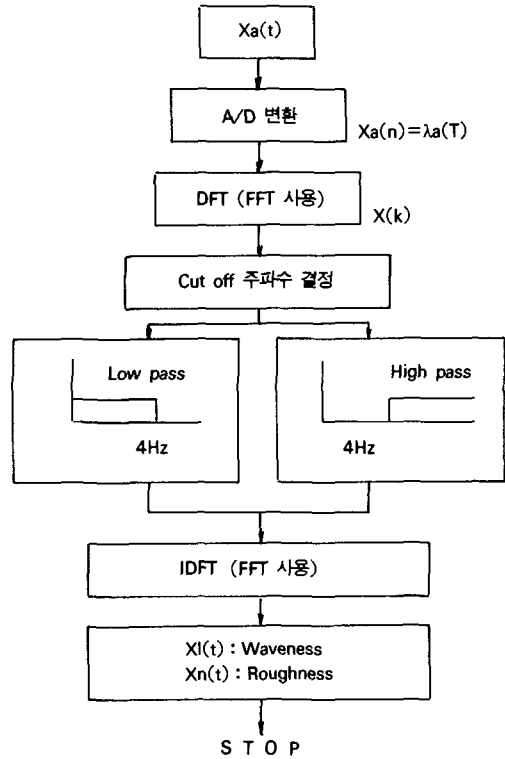 Xa(t)
A/D 변환
Xa(n)=λa(T)
DFT (FFT 사용)
X(k)
Cut off 주파수 결정
Low pass
4Hz
High pass
4Hz
IDFT (FFT 사용)
Xl(t) : Waveness
Xn(t) : Roughness
S T O P